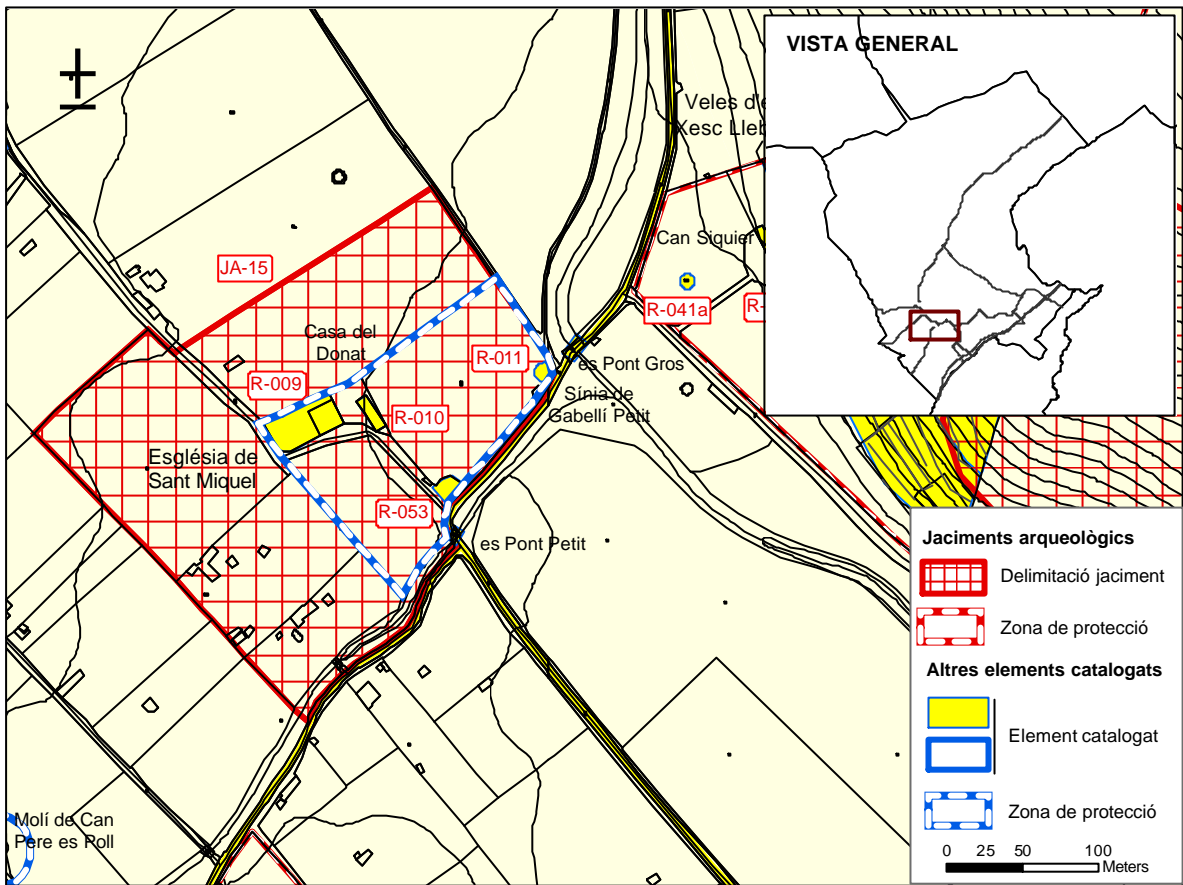 VISTA GENERAL
Veles d'e
Xesc Lleb
Can Siquier
JA-15
R-041a
R-
Casa del
Donat
R-011
es Pont Gros
R-009
Sínia de
Gabellí Petit
R-010
Església de
Sant Miquel
R-053
es Pont Petit
Molí de Can
Pere es Poll
Jaciments arqueològics
Delimitació jaciment
Zona de protecció
Altres elements catalogats
Element catalogat
Zona de protecció
0 25 50 100
Meters